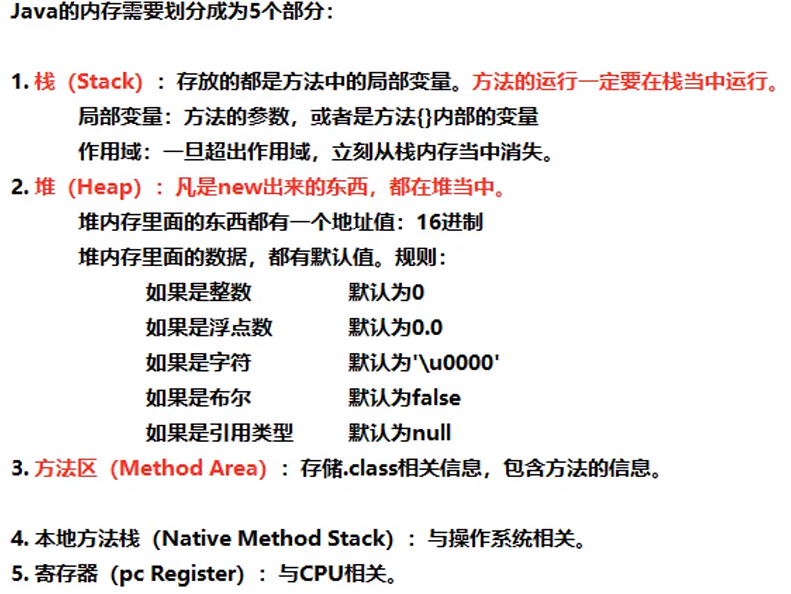 Java的内存需要划分成为5个部分：
1. 栈（Stack）：存放的都是方法中的局部变量。方法的运行一定要在栈当中运行。
局部变量：方法的参数，或者是方法{}内部的变量
作用域：一旦超出作用域，立刻从栈内存当中消失。
2. 堆（Heap）：凡是new出来的东西，都在堆当中。
堆内存里面的东西都有一个地址值：16进制
堆内存里面的数据，都有默认值。规则：
如果是整数 默认为0
如果是浮点数 默认为0.0
如果是字符 默认为'\u0000'
如果是布尔 默认为false
如果是引用类型 默认为null
3. 方法区（Method Area）：存储.class相关信息，包含方法的信息。
4. 本地方法栈（Native Method Stack）：与操作系统相关。
5. 寄存器（pc Register）：与CPU相关。